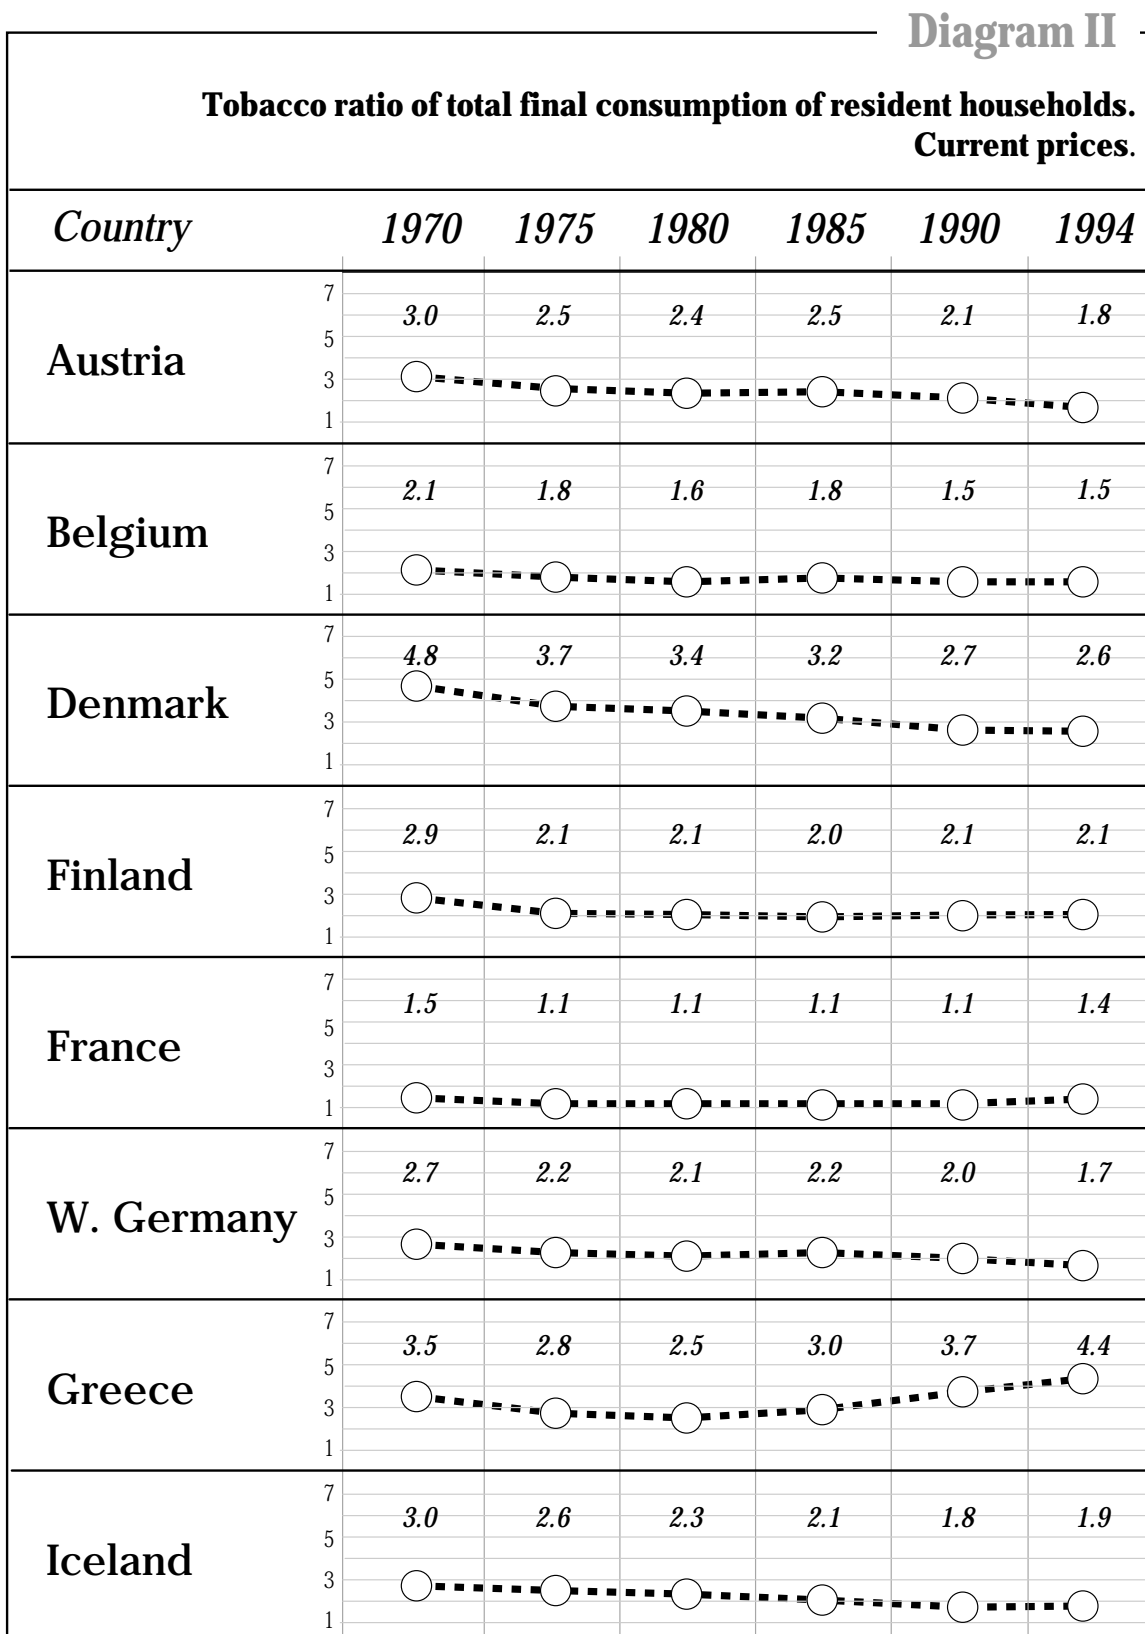 Diagram II
Tobacco ratio of total final consumption of resident households.
Current prices.
Country 1970 1975 1980 1985 1990 1994
7
3.0 2.5 2.4 2.5 2.1 1.8
5
Austria
3
1
7
2.1 1.8 1.6 1.8 1.5 1.5
5
Belgium
3
1
7
4.8 3.7 3.4 3.2 2.7 2.6
5
Denmark
3
1
7
2.9 2.1 2.1 2.0 2.1 2.1
5
Finland
3
1
7
1.5 1.1 1.1 1.1 1.1 1.4
5
France
3
1
7
2.7 2.2 2.1 2.2 2.0 1.7
5
W. Germany
3
1
7
3.5 2.8 2.5 3.0 3.7 4.4
5
Greece
3
1
7
3.0 2.6 2.3 2.1 1.8 1.9
5
Iceland
3
1